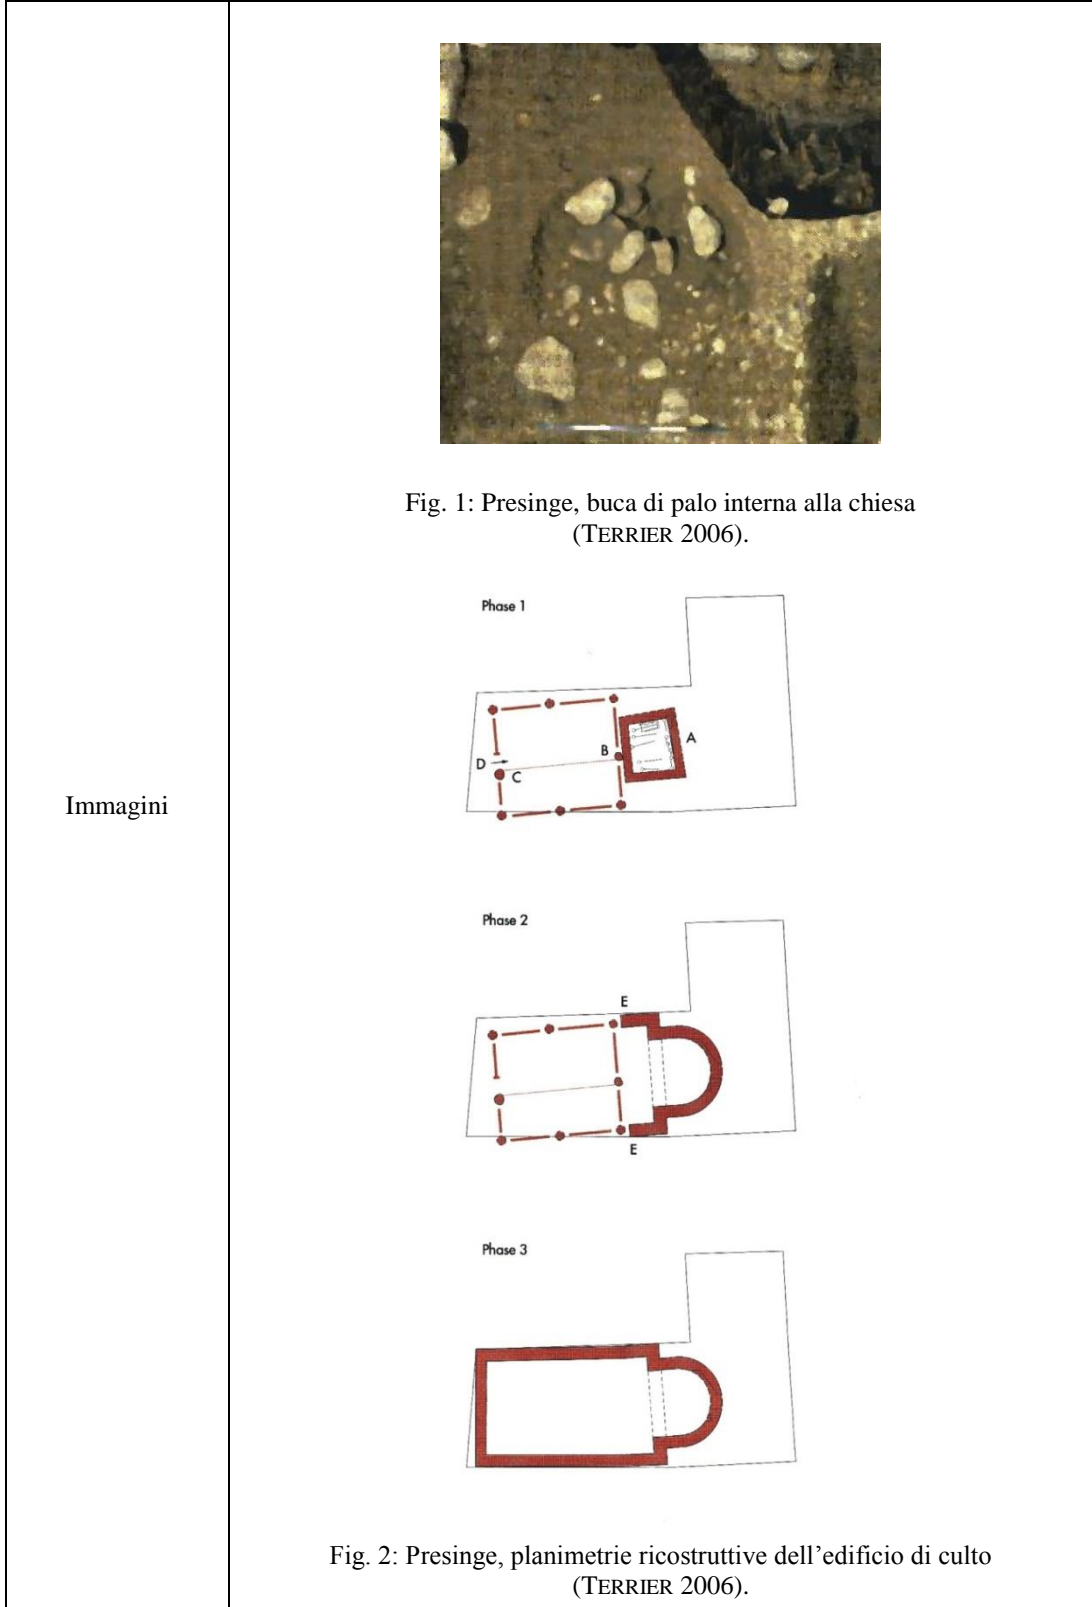 Immagini
Fig. 1: Presinge, buca di palo interna alla chiesa
(TERRIER 2006).
Phase 1
A
B
D
C
Phase 2
E
E
Phase 3
Fig. 2: Presinge, planimetrie ricostruttive dell’edificio di culto
(TERRIER 2006).